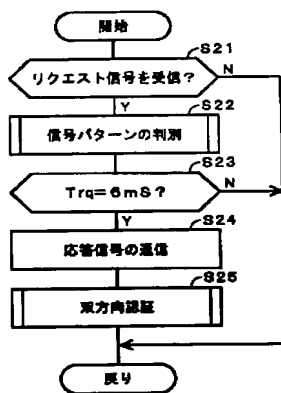 開始
S21
リクエスト信号を受信？
N
Y
S22
信号パターンの判別
S23
Trq=6mS？
N
Y
S24
応答信号の返信
S25
双方向認証
戻り